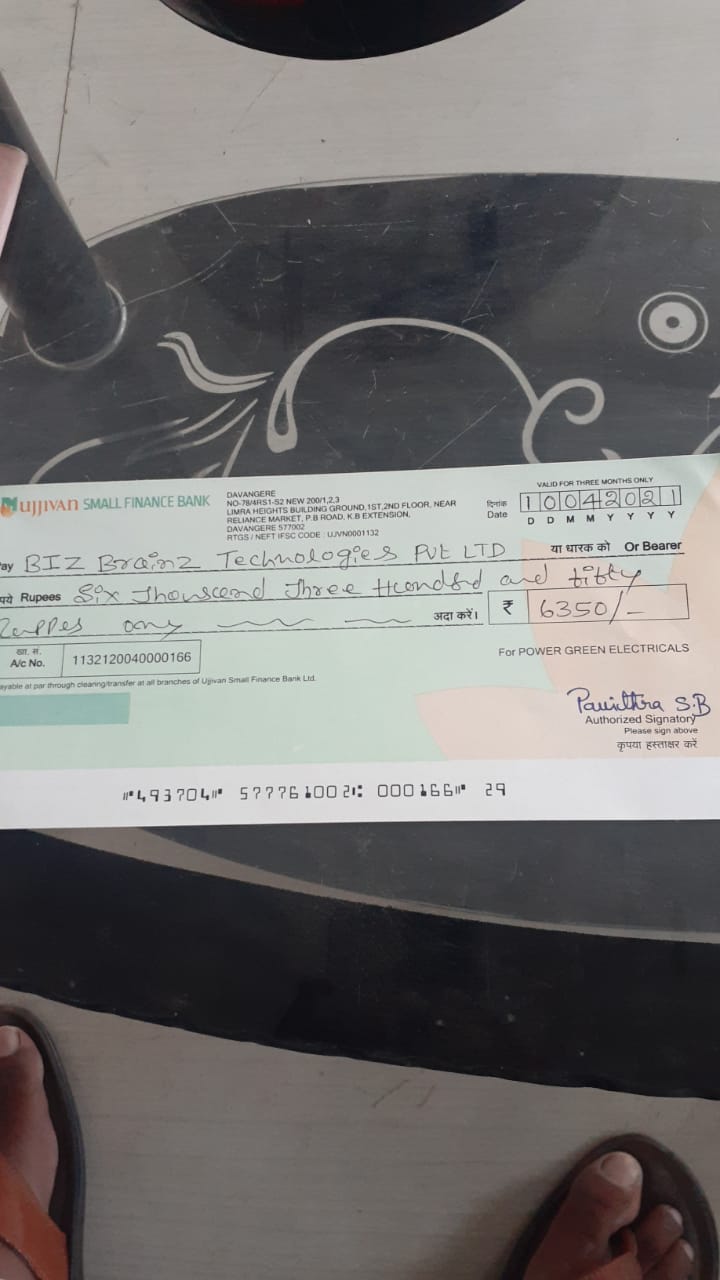 ujjivan SMALL FINANCE BANK
DAVANGERE
NO-78/4RS1-S2 NEW 200/1,2,3
LIMRA HEIGHTS BUILDING GROUND,1ST,2ND FLOOR, NEAR
RELIANCE MARKET, P.B ROAD, K.B EXTENSION,
DAVANGERE 577002
RTGS / NEFT IFSC CODE : UJVN0001132
VALID FOR THREE MONTHS ONLY
दिनांक
Date 10042021
D D M M Y Y Y Y
ay BIZ Brainz Technologies Pvt LTD या धारक को Or Bearer
पये Rupees Six Thousand Three Hundred and fifty
अदा करें। ₹ 6350/-
खा. सं.
A/c No. 1132120040000166
For POWER GREEN ELECTRICALS
ayable at par through clearing/transfer at all branches of Ujjivan Small Finance Bank Ltd.
Pavithra S.B
Authorized Signatory
Please sign above
कृपया हस्ताक्षर करें
⑈493704⑈ 577761002⑆ 000166⑈ 29